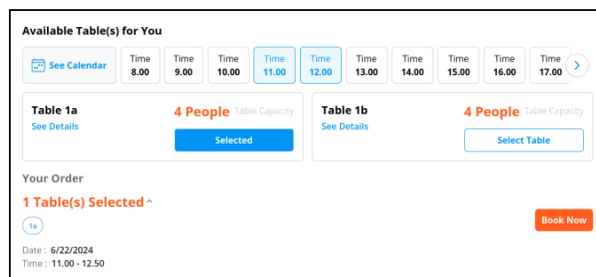 Available Table(s) for You
See Calendar
Time Time Time Time Time Time Time Time Time Time
8.00 9.00 10.00 11.00 12.00 13.00 14.00 15.00 16.00 17.00
Table 1a 4 People Table Capacity
See Details
Selected
Table 1b 4 People Table Capacity
See Details
Select Table
Your Order
1 Table(s) Selected
1a
Book Now
Date : 6/22/2024
Time : 11.00 - 12.50